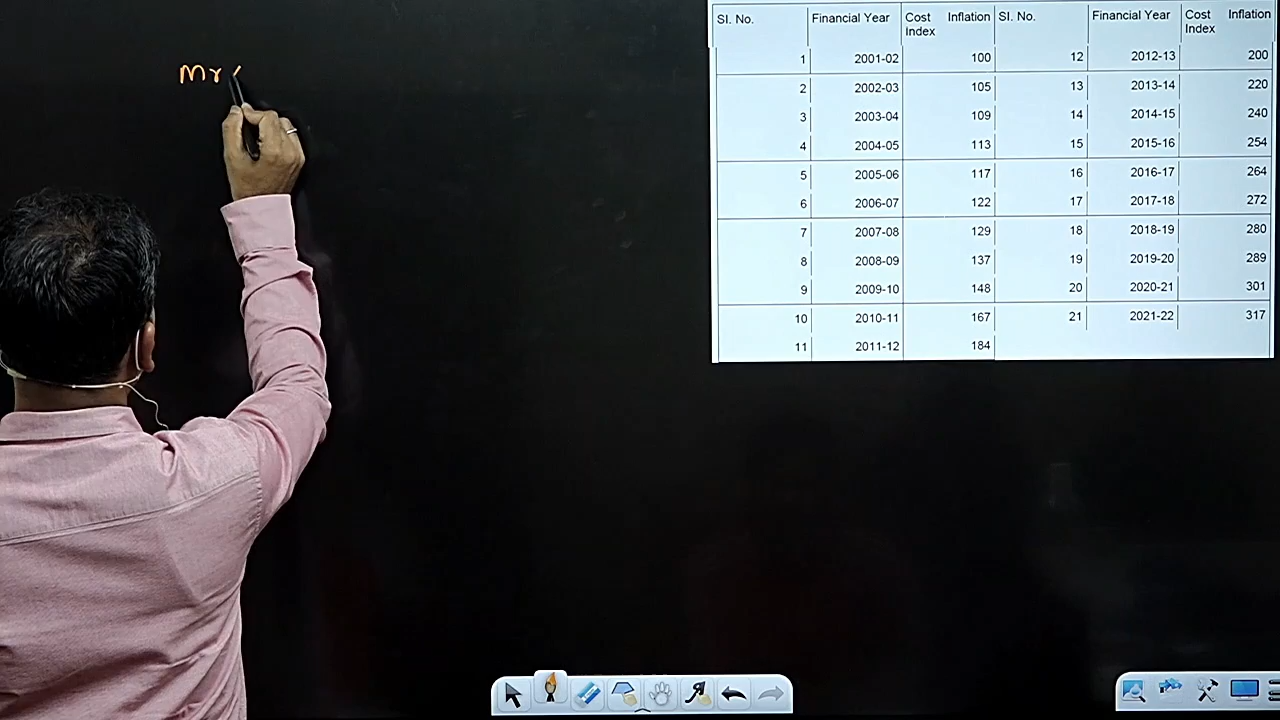 Mr
SI. No. Financial Year Cost Inflation Index SI. No. Financial Year Cost Inflation Index
1 2001-02 100 12 2012-13 200
2 2002-03 105 13 2013-14 220
3 2003-04 109 14 2014-15 240
4 2004-05 113 15 2015-16 254
5 2005-06 117 16 2016-17 264
6 2006-07 122 17 2017-18 272
7 2007-08 129 18 2018-19 280
8 2008-09 137 19 2019-20 289
9 2009-10 148 20 2020-21 301
10 2010-11 167 21 2021-22 317
11 2011-12 184